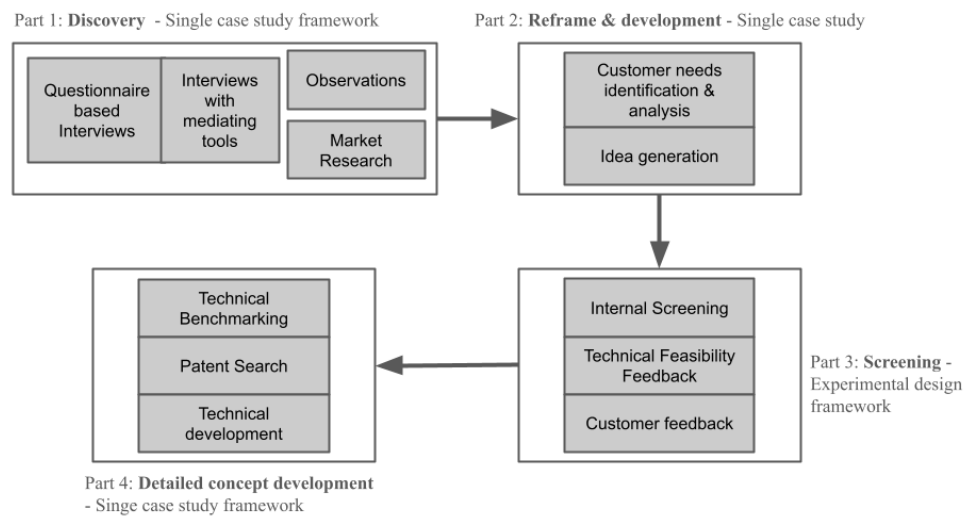 Part 1: Discovery - Single case study framework
Part 2: Reframe & development - Single case study
Questionnaire
based
Interviews
Interviews
with
mediating
tools
Observations
Market
Research
Customer needs
identification &
analysis
Idea generation
Internal Screening
Technical Feasibility
Feedback
Customer feedback
Part 3: Screening -
Experimental design
framework
Technical
Benchmarking
Patent Search
Technical
development
Part 4: Detailed concept development
- Singe case study framework